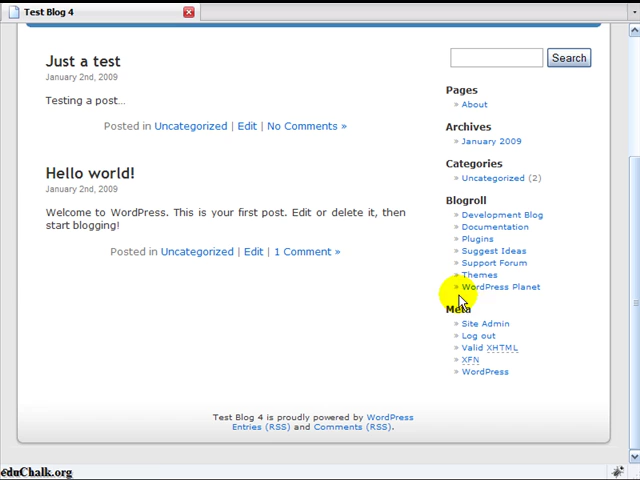 Test Blog 4
Just a test
January 2nd, 2009
Testing a post...
Posted in Uncategorized | Edit | No Comments »
Hello world!
January 2nd, 2009
Welcome to WordPress. This is your first post. Edit or delete it, then
start blogging!
Posted in Uncategorized | Edit | 1 Comment »
Search
Pages
» About
Archives
» January 2009
Categories
» Uncategorized (2)
Blogroll
» Development Blog
» Documentation
» Plugins
» Suggest Ideas
» Support Forum
» Themes
» WordPress Planet
Meta
» Site Admin
» Log out
» Valid XHTML
» XFN
» WordPress
Test Blog 4 is proudly powered by WordPress
Entries (RSS) and Comments (RSS).
eduChalk.org